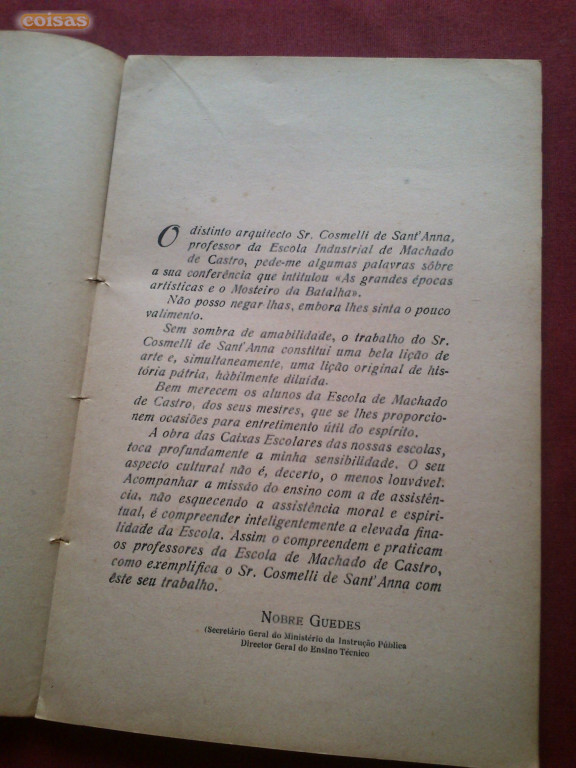 coisas
O distinto arquitecto Sr. Cosmelli de Sant'Anna,
professor da Escola Industrial de Machado
de Castro, pede-me algumas palavras sôbre
a sua conferência que intitulou «As grandes épocas
artísticas e o Mosteiro da Batalha».
Não posso negar lhas, embora lhes sinta o pouco
valimento.
Sem sombra de amabilidade, o trabalho do Sr.
Cosmelli de Sant'Anna constitui uma bela lição de
arte e, simultaneamente, uma lição original de his-
tória pátria, hàbilmente diluída.
Bem merecem os alunos da Escola de Machado
de Castro, dos seus mestres, que se lhes proporcio-
nem ocasiões para entretimento útil do espírito.
A obra das Caixas Escolares das nossas escolas,
toca profundamente a minha sensibilidade. O seu
aspecto cultural não é, decerto, o menos louvável.
Acompanhar a missão do ensino com a de assistên-
cia, não esquecendo a assistência moral e espiri-
tual, é compreender inteligentemente a elevada fina-
lidade da Escola. Assim o compreendem e praticam
os professores da Escola de Machado de Castro,
como exemplifica o Sr. Cosmelli de Sant'Anna com
êste seu trabalho.
NOBRE GUEDES
(Secretário Geral do Ministério da Instrução Pública
Director Geral do Ensino Técnico